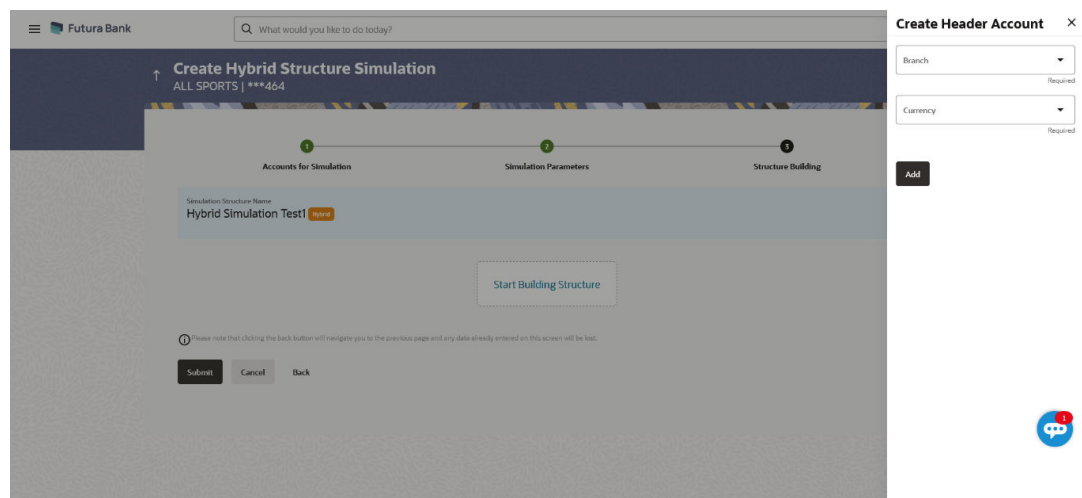 Futura Bank
What would you like to do today?
Create Header Account
Create Hybrid Structure Simulation
ALL SPORTS | ***464
Branch
Required
Currency
Required
Add
1
2
3
Accounts for Simulation
Simulation Parameters
Structure Building
Simulation Structure Name
Hybrid Simulation Test1 Hybrid
Start Building Structure
Please note that clicking the back button will navigate you to the previous page and any data already entered on this screen will be lost.
Submit
Cancel
Back
1